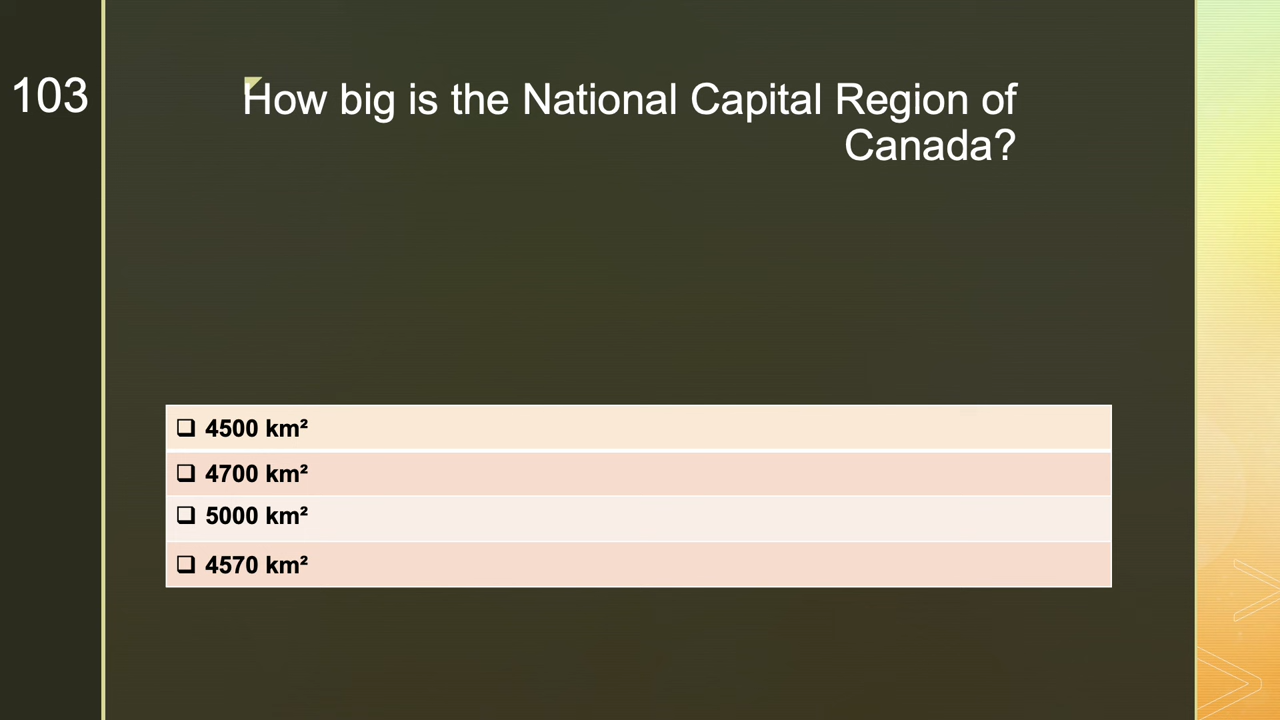 103
How big is the National Capital Region of
Canada?
❑ 4500 km²
❑ 4700 km²
❑ 5000 km²
❑ 4570 km²